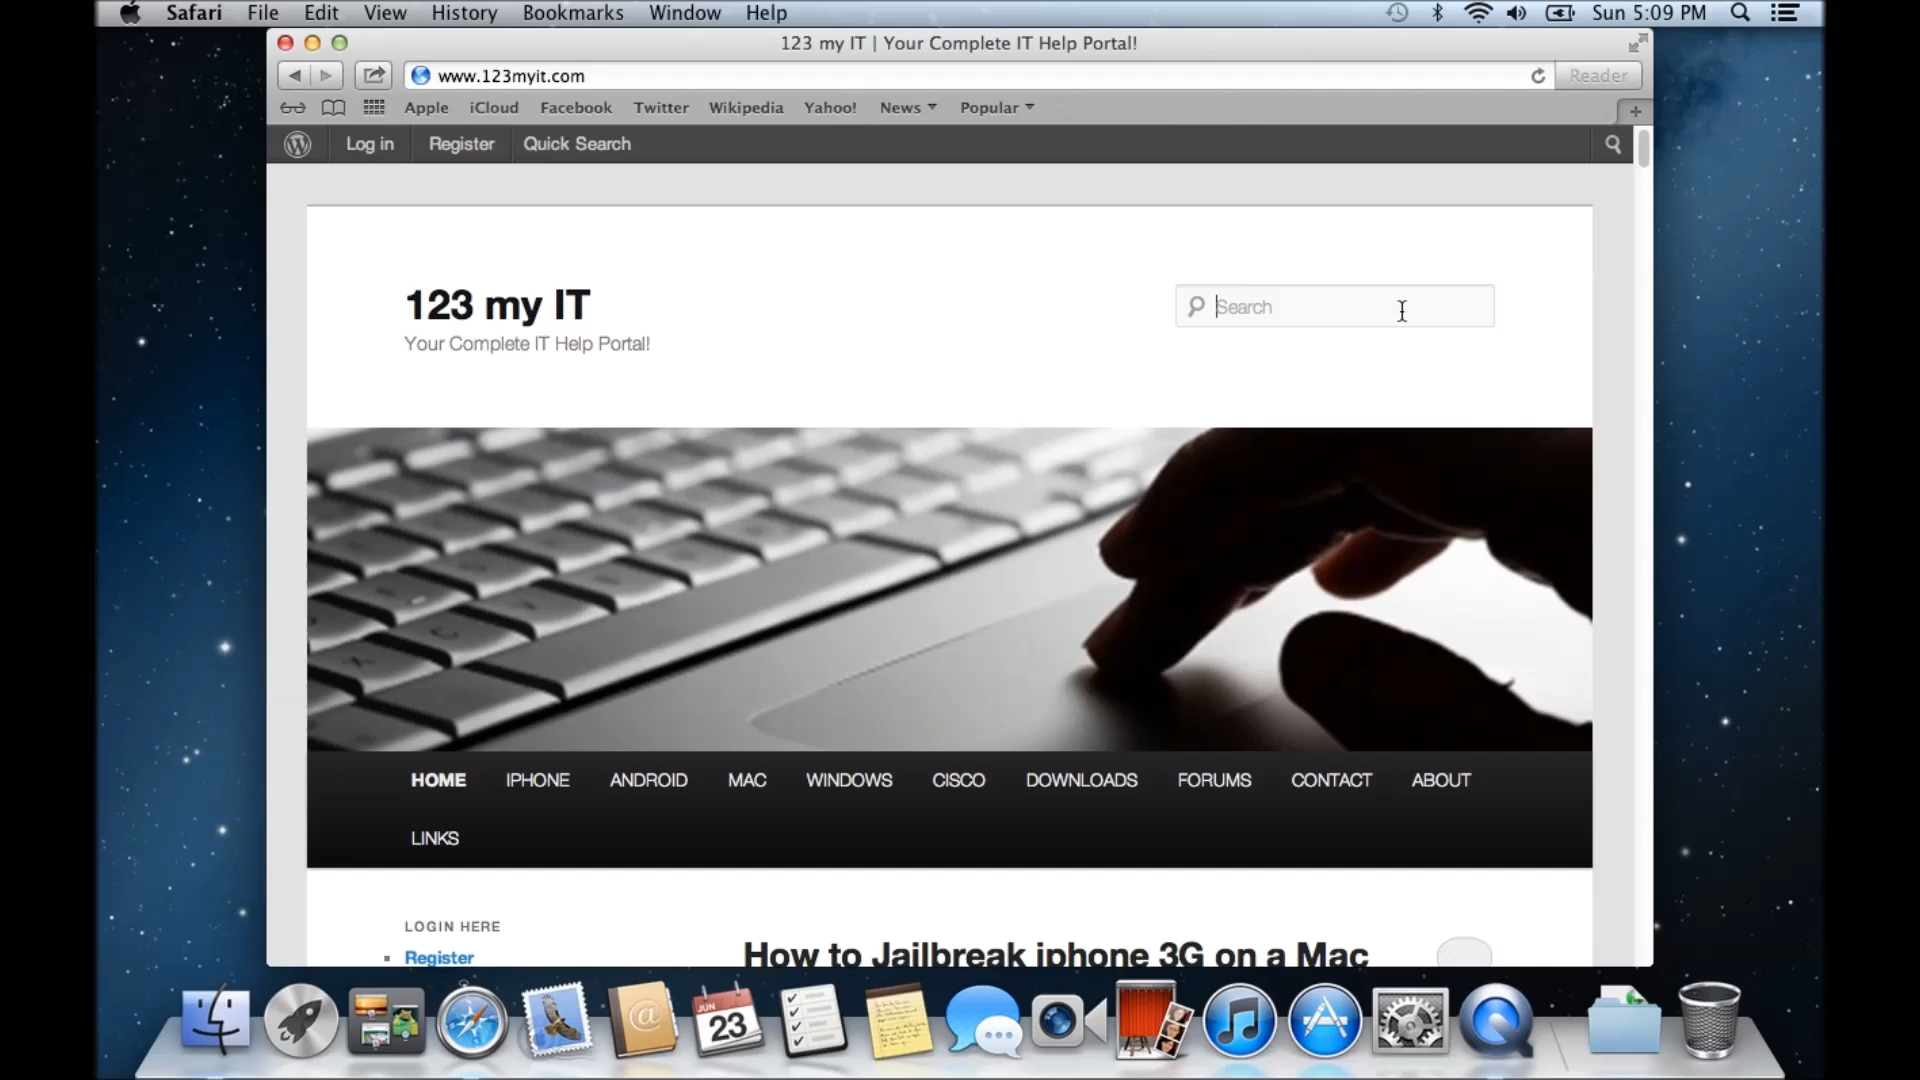 Safari File Edit View History Bookmarks Window Help Sun 5:09 PM
123 my IT | Your Complete IT Help Portal!
www.123myit.com Reader
Apple iCloud Facebook Twitter Wikipedia Yahoo! News Popular
Log in Register Quick Search
123 my IT
Search
Your Complete IT Help Portal!
HOME IPHONE ANDROID MAC WINDOWS CISCO DOWNLOADS FORUMS CONTACT ABOUT
LINKS
LOGIN HERE
How to Jailbreak iphone 3G on a Mac
Register
JUN
23